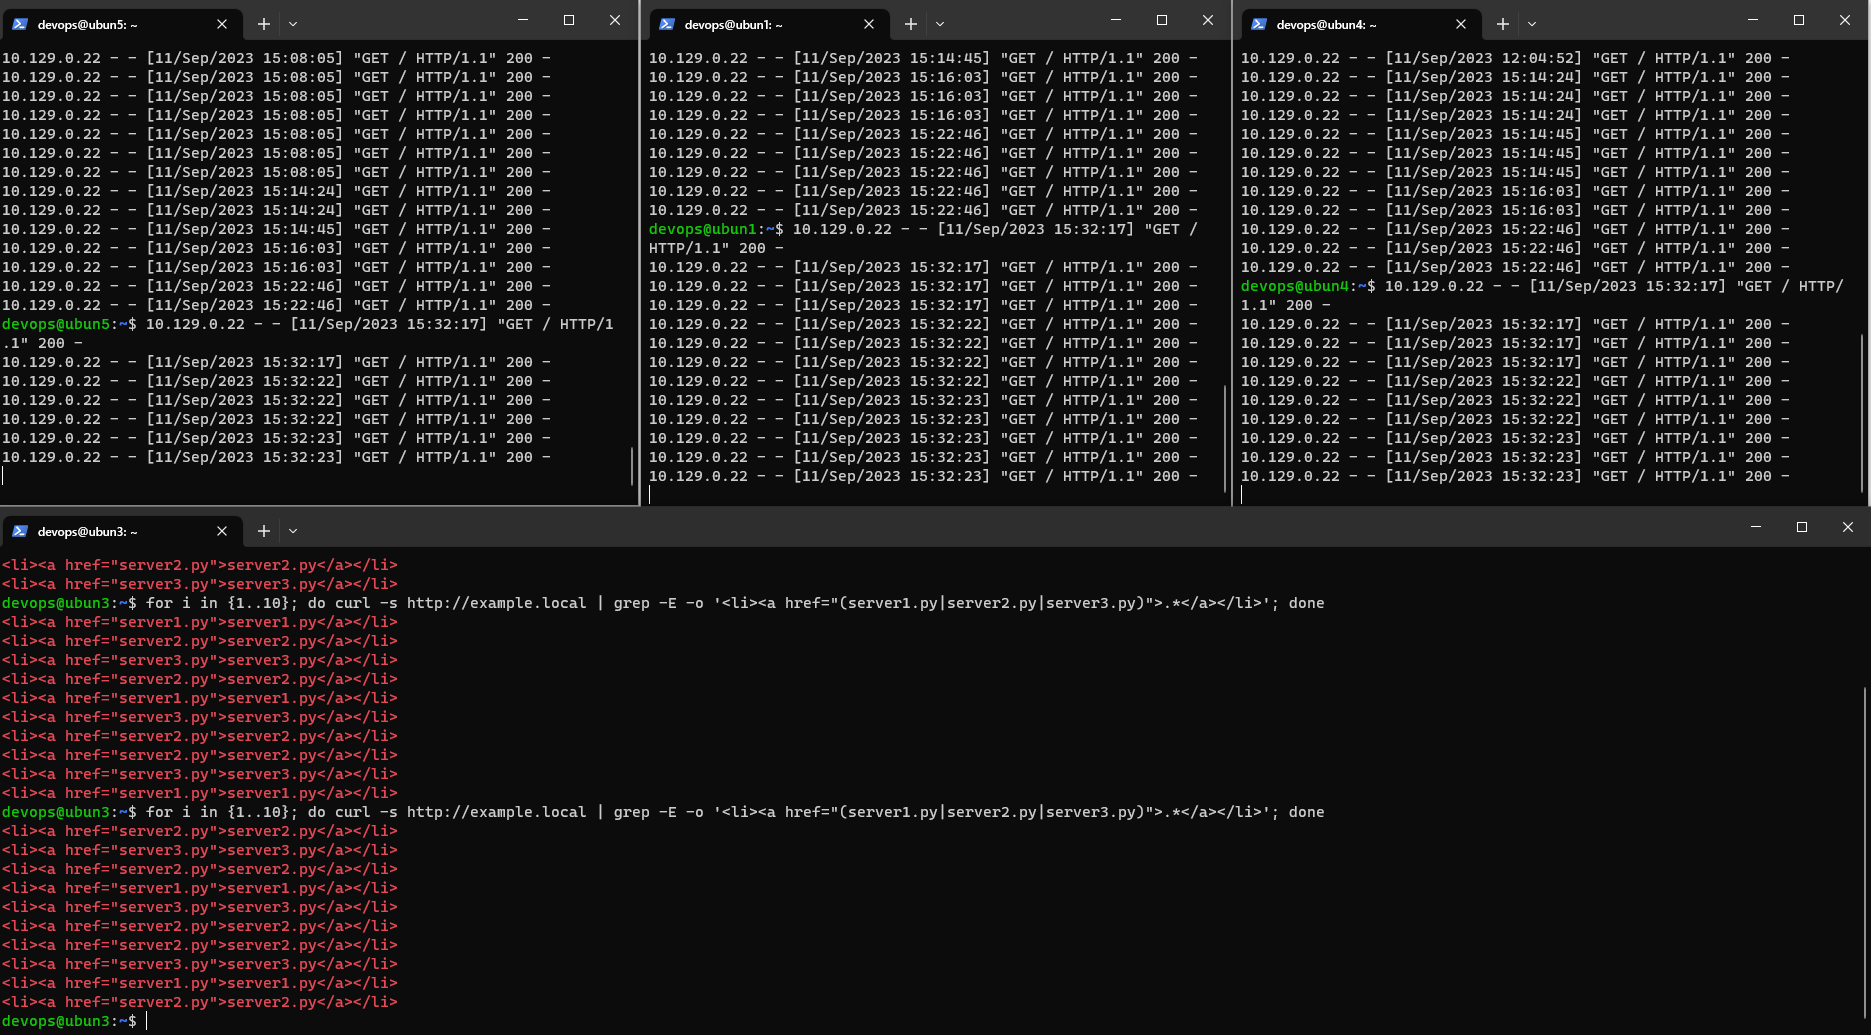 devops@ubun5: ~
10.129.0.22 - - [11/Sep/2023 15:08:05] "GET / HTTP/1.1" 200 -
10.129.0.22 - - [11/Sep/2023 15:08:05] "GET / HTTP/1.1" 200 -
10.129.0.22 - - [11/Sep/2023 15:08:05] "GET / HTTP/1.1" 200 -
10.129.0.22 - - [11/Sep/2023 15:08:05] "GET / HTTP/1.1" 200 -
10.129.0.22 - - [11/Sep/2023 15:08:05] "GET / HTTP/1.1" 200 -
10.129.0.22 - - [11/Sep/2023 15:08:05] "GET / HTTP/1.1" 200 -
10.129.0.22 - - [11/Sep/2023 15:08:05] "GET / HTTP/1.1" 200 -
10.129.0.22 - - [11/Sep/2023 15:14:24] "GET / HTTP/1.1" 200 -
10.129.0.22 - - [11/Sep/2023 15:14:24] "GET / HTTP/1.1" 200 -
10.129.0.22 - - [11/Sep/2023 15:14:45] "GET / HTTP/1.1" 200 -
10.129.0.22 - - [11/Sep/2023 15:16:03] "GET / HTTP/1.1" 200 -
10.129.0.22 - - [11/Sep/2023 15:16:03] "GET / HTTP/1.1" 200 -
10.129.0.22 - - [11/Sep/2023 15:22:46] "GET / HTTP/1.1" 200 -
10.129.0.22 - - [11/Sep/2023 15:22:46] "GET / HTTP/1.1" 200 -
devops@ubun5:~$ 10.129.0.22 - - [11/Sep/2023 15:32:17] "GET / HTTP/1
.1" 200 -
10.129.0.22 - - [11/Sep/2023 15:32:17] "GET / HTTP/1.1" 200 -
10.129.0.22 - - [11/Sep/2023 15:32:22] "GET / HTTP/1.1" 200 -
10.129.0.22 - - [11/Sep/2023 15:32:22] "GET / HTTP/1.1" 200 -
10.129.0.22 - - [11/Sep/2023 15:32:22] "GET / HTTP/1.1" 200 -
10.129.0.22 - - [11/Sep/2023 15:32:23] "GET / HTTP/1.1" 200 -
10.129.0.22 - - [11/Sep/2023 15:32:23] "GET / HTTP/1.1" 200 -
devops@ubun1: ~
10.129.0.22 - - [11/Sep/2023 15:14:45] "GET / HTTP/1.1" 200 -
10.129.0.22 - - [11/Sep/2023 15:16:03] "GET / HTTP/1.1" 200 -
10.129.0.22 - - [11/Sep/2023 15:16:03] "GET / HTTP/1.1" 200 -
10.129.0.22 - - [11/Sep/2023 15:16:03] "GET / HTTP/1.1" 200 -
10.129.0.22 - - [11/Sep/2023 15:22:46] "GET / HTTP/1.1" 200 -
10.129.0.22 - - [11/Sep/2023 15:22:46] "GET / HTTP/1.1" 200 -
10.129.0.22 - - [11/Sep/2023 15:22:46] "GET / HTTP/1.1" 200 -
10.129.0.22 - - [11/Sep/2023 15:22:46] "GET / HTTP/1.1" 200 -
10.129.0.22 - - [11/Sep/2023 15:22:46] "GET / HTTP/1.1" 200 -
devops@ubun1:~$ 10.129.0.22 - - [11/Sep/2023 15:32:17] "GET /
HTTP/1.1" 200 -
10.129.0.22 - - [11/Sep/2023 15:32:17] "GET / HTTP/1.1" 200 -
10.129.0.22 - - [11/Sep/2023 15:32:17] "GET / HTTP/1.1" 200 -
10.129.0.22 - - [11/Sep/2023 15:32:17] "GET / HTTP/1.1" 200 -
10.129.0.22 - - [11/Sep/2023 15:32:22] "GET / HTTP/1.1" 200 -
10.129.0.22 - - [11/Sep/2023 15:32:22] "GET / HTTP/1.1" 200 -
10.129.0.22 - - [11/Sep/2023 15:32:22] "GET / HTTP/1.1" 200 -
10.129.0.22 - - [11/Sep/2023 15:32:22] "GET / HTTP/1.1" 200 -
10.129.0.22 - - [11/Sep/2023 15:32:23] "GET / HTTP/1.1" 200 -
10.129.0.22 - - [11/Sep/2023 15:32:23] "GET / HTTP/1.1" 200 -
10.129.0.22 - - [11/Sep/2023 15:32:23] "GET / HTTP/1.1" 200 -
10.129.0.22 - - [11/Sep/2023 15:32:23] "GET / HTTP/1.1" 200 -
10.129.0.22 - - [11/Sep/2023 15:32:23] "GET / HTTP/1.1" 200 -
devops@ubun4: ~
10.129.0.22 - - [11/Sep/2023 12:04:52] "GET / HTTP/1.1" 200 -
10.129.0.22 - - [11/Sep/2023 15:14:24] "GET / HTTP/1.1" 200 -
10.129.0.22 - - [11/Sep/2023 15:14:24] "GET / HTTP/1.1" 200 -
10.129.0.22 - - [11/Sep/2023 15:14:24] "GET / HTTP/1.1" 200 -
10.129.0.22 - - [11/Sep/2023 15:14:45] "GET / HTTP/1.1" 200 -
10.129.0.22 - - [11/Sep/2023 15:14:45] "GET / HTTP/1.1" 200 -
10.129.0.22 - - [11/Sep/2023 15:14:45] "GET / HTTP/1.1" 200 -
10.129.0.22 - - [11/Sep/2023 15:16:03] "GET / HTTP/1.1" 200 -
10.129.0.22 - - [11/Sep/2023 15:16:03] "GET / HTTP/1.1" 200 -
10.129.0.22 - - [11/Sep/2023 15:22:46] "GET / HTTP/1.1" 200 -
10.129.0.22 - - [11/Sep/2023 15:22:46] "GET / HTTP/1.1" 200 -
10.129.0.22 - - [11/Sep/2023 15:22:46] "GET / HTTP/1.1" 200 -
devops@ubun4:~$ 10.129.0.22 - - [11/Sep/2023 15:32:17] "GET / HTTP/
1.1" 200 -
10.129.0.22 - - [11/Sep/2023 15:32:17] "GET / HTTP/1.1" 200 -
10.129.0.22 - - [11/Sep/2023 15:32:17] "GET / HTTP/1.1" 200 -
10.129.0.22 - - [11/Sep/2023 15:32:17] "GET / HTTP/1.1" 200 -
10.129.0.22 - - [11/Sep/2023 15:32:22] "GET / HTTP/1.1" 200 -
10.129.0.22 - - [11/Sep/2023 15:32:22] "GET / HTTP/1.1" 200 -
10.129.0.22 - - [11/Sep/2023 15:32:22] "GET / HTTP/1.1" 200 -
10.129.0.22 - - [11/Sep/2023 15:32:23] "GET / HTTP/1.1" 200 -
10.129.0.22 - - [11/Sep/2023 15:32:23] "GET / HTTP/1.1" 200 -
10.129.0.22 - - [11/Sep/2023 15:32:23] "GET / HTTP/1.1" 200 -
devops@ubun3: ~
<li><a href="server2.py">server2.py</a></li>
<li><a href="server3.py">server3.py</a></li>
devops@ubun3:~$ for i in {1..10}; do curl -s http://example.local | grep -E -o '<li><a href="(server1.py|server2.py|server3.py)">.*</a></li>'; done
<li><a href="server1.py">server1.py</a></li>
<li><a href="server2.py">server2.py</a></li>
<li><a href="server3.py">server3.py</a></li>
<li><a href="server2.py">server2.py</a></li>
<li><a href="server1.py">server1.py</a></li>
<li><a href="server3.py">server3.py</a></li>
<li><a href="server2.py">server2.py</a></li>
<li><a href="server2.py">server2.py</a></li>
<li><a href="server3.py">server3.py</a></li>
<li><a href="server1.py">server1.py</a></li>
devops@ubun3:~$ for i in {1..10}; do curl -s http://example.local | grep -E -o '<li><a href="(server1.py|server2.py|server3.py)">.*</a></li>'; done
<li><a href="server2.py">server2.py</a></li>
<li><a href="server3.py">server3.py</a></li>
<li><a href="server2.py">server2.py</a></li>
<li><a href="server1.py">server1.py</a></li>
<li><a href="server3.py">server3.py</a></li>
<li><a href="server2.py">server2.py</a></li>
<li><a href="server2.py">server2.py</a></li>
<li><a href="server3.py">server3.py</a></li>
<li><a href="server1.py">server1.py</a></li>
<li><a href="server2.py">server2.py</a></li>
devops@ubun3:~$